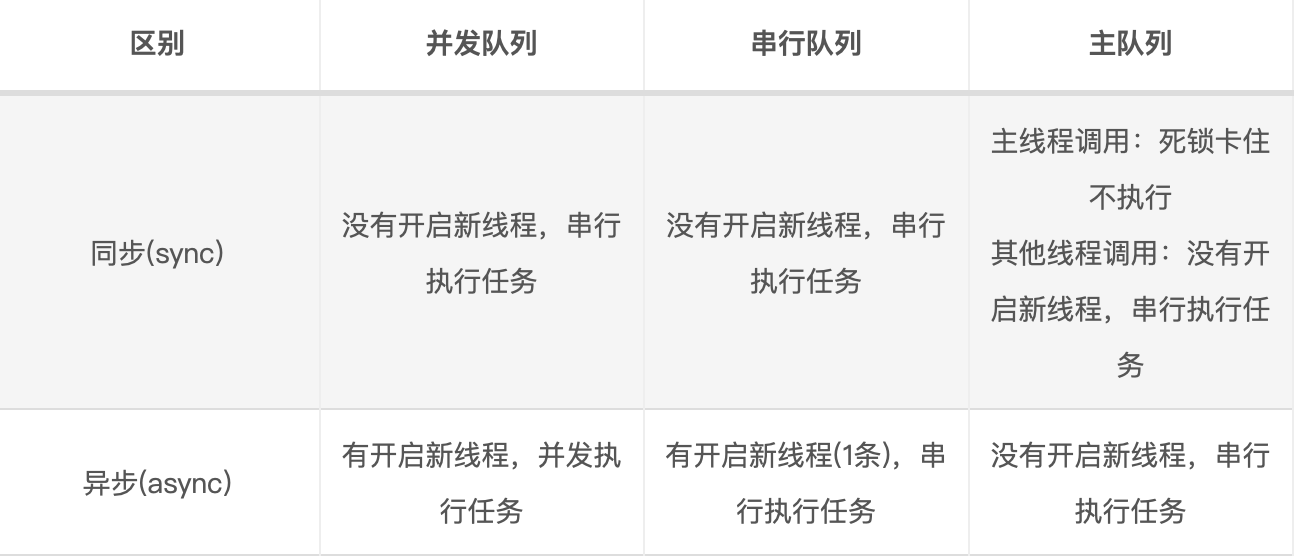 区别
并发队列
串行队列
主队列
同步(sync)
没有开启新线程，串行
执行任务
没有开启新线程，串行
执行任务
主线程调用：死锁卡住
不执行
其他线程调用：没有开
启新线程，串行执行任
务
异步(async)
有开启新线程，并发执
行任务
有开启新线程(1条)，串
行执行任务
没有开启新线程，串行
执行任务